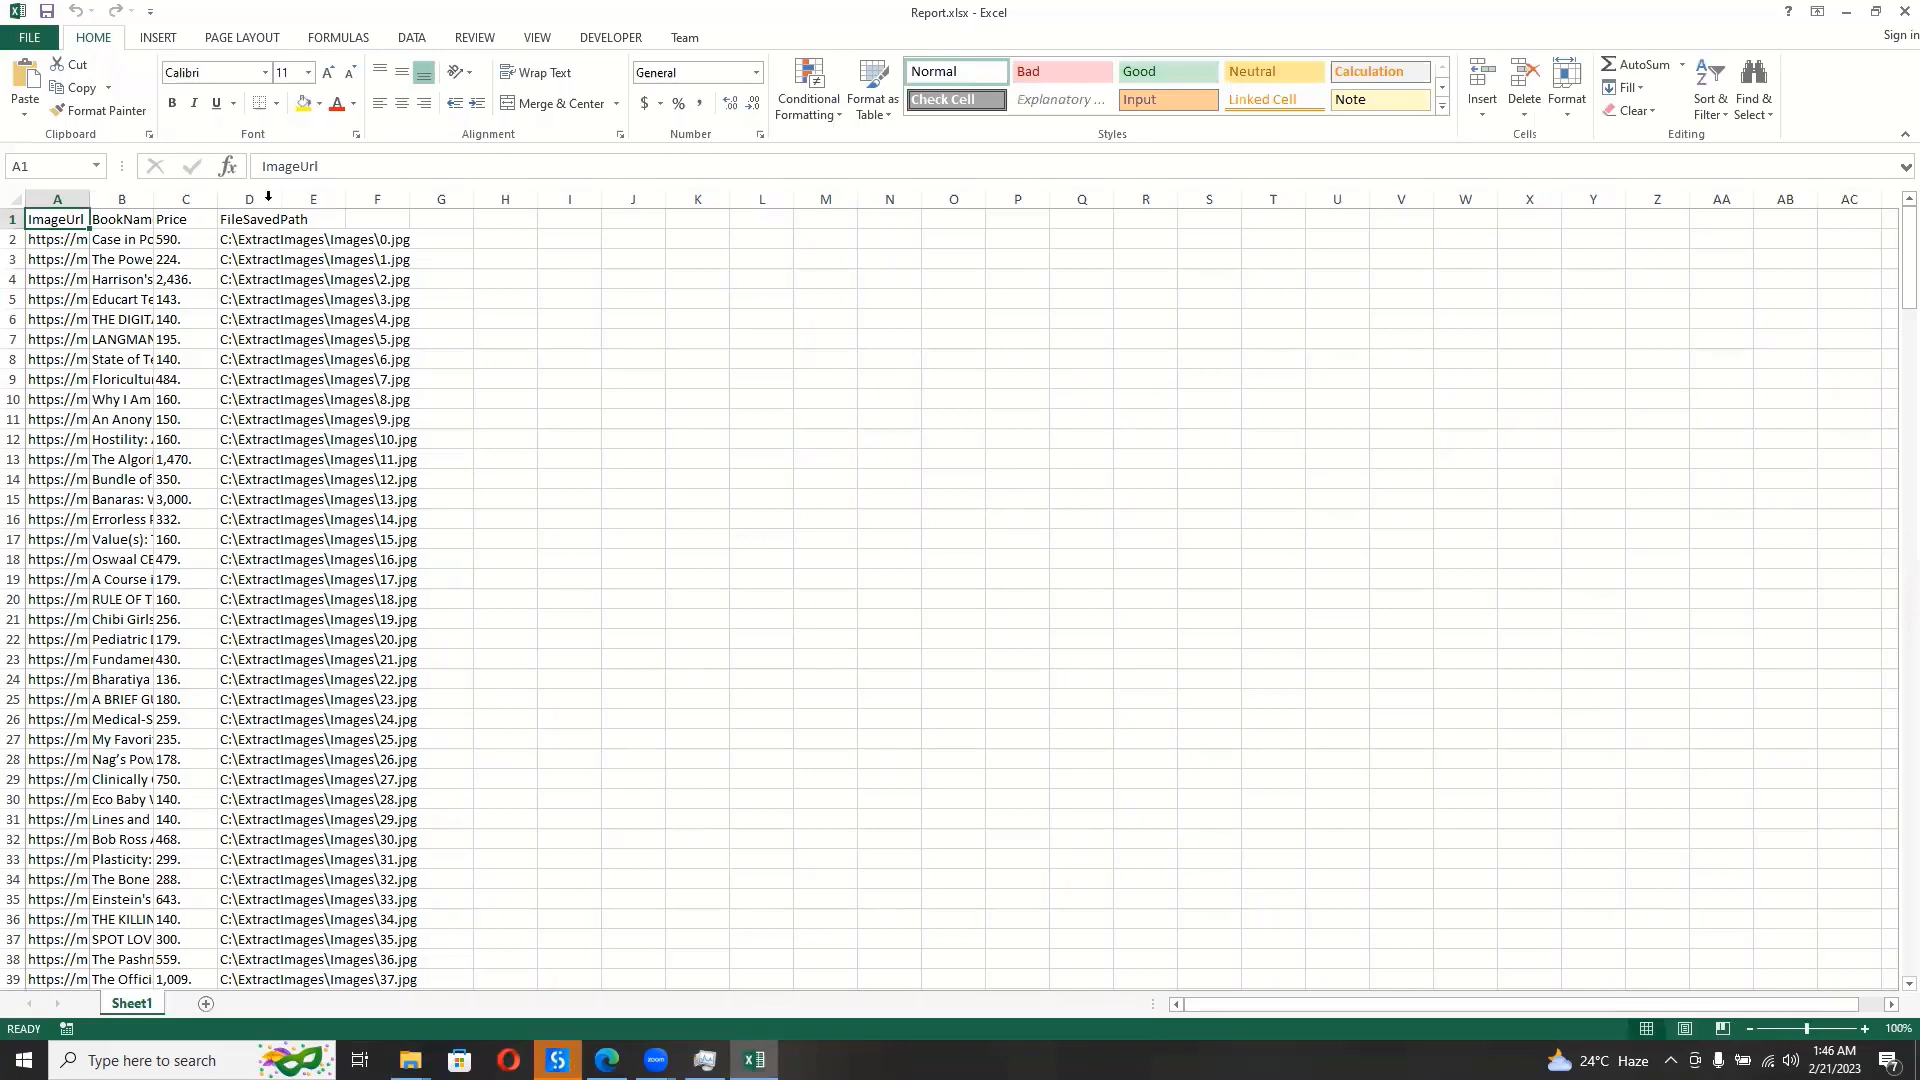 Report.xlsx - Excel
?
FILE HOME INSERT PAGE LAYOUT FORMULAS DATA REVIEW VIEW DEVELOPER Team Sign in
Paste
Cut
Copy
Format Painter
Clipboard
Calibri 11
B I U
Font
Wrap Text
Merge & Center
Alignment
General
$ % ,
Number
Conditional Formatting
Format as Table
Normal Bad Good Neutral Calculation
Check Cell Explanatory ... Input Linked Cell Note
Styles
Insert Delete Format
Cells
AutoSum
Fill
Clear
Sort & Filter
Find & Select
Editing
A1 fx ImageUrl
A B C D E F G H I J K L M N O P Q R S T U V W X Y Z AA AB AC
1 ImageUrl BookNam Price FileSavedPath
2 https://m Case in Po 590. C:\ExtractImages\Images\0.jpg
3 https://m The Powe 224. C:\ExtractImages\Images\1.jpg
4 https://m Harrison's 2,436. C:\ExtractImages\Images\2.jpg
5 https://m Educart Te 143. C:\ExtractImages\Images\3.jpg
6 https://m THE DIGITA 140. C:\ExtractImages\Images\4.jpg
7 https://m LANGMAN 195. C:\ExtractImages\Images\5.jpg
8 https://m State of Te 140. C:\ExtractImages\Images\6.jpg
9 https://m Floricultu 484. C:\ExtractImages\Images\7.jpg
10 https://m Why I Am 160. C:\ExtractImages\Images\8.jpg
11 https://m An Anony 150. C:\ExtractImages\Images\9.jpg
12 https://m Hostility: 160. C:\ExtractImages\Images\10.jpg
13 https://m The Algori 1,470. C:\ExtractImages\Images\11.jpg
14 https://m Bundle of 350. C:\ExtractImages\Images\12.jpg
15 https://m Banaras: W 3,000. C:\ExtractImages\Images\13.jpg
16 https://m Errorless P 332. C:\ExtractImages\Images\14.jpg
17 https://m Value(s): 160. C:\ExtractImages\Images\15.jpg
18 https://m Oswaal CB 479. C:\ExtractImages\Images\16.jpg
19 https://m A Course i 179. C:\ExtractImages\Images\17.jpg
20 https://m RULE OF T 160. C:\ExtractImages\Images\18.jpg
21 https://m Chibi Girls 256. C:\ExtractImages\Images\19.jpg
22 https://m Pediatric 179. C:\ExtractImages\Images\20.jpg
23 https://m Fundamen 430. C:\ExtractImages\Images\21.jpg
24 https://m Bharatiya 136. C:\ExtractImages\Images\22.jpg
25 https://m A BRIEF GU 180. C:\ExtractImages\Images\23.jpg
26 https://m Medical-S 259. C:\ExtractImages\Images\24.jpg
27 https://m My Favori 235. C:\ExtractImages\Images\25.jpg
28 https://m Nag's Pow 178. C:\ExtractImages\Images\26.jpg
29 https://m Clinically 750. C:\ExtractImages\Images\27.jpg
30 https://m Eco Baby 140. C:\ExtractImages\Images\28.jpg
31 https://m Lines and 140. C:\ExtractImages\Images\29.jpg
32 https://m Bob Ross 468. C:\ExtractImages\Images\30.jpg
33 https://m Plasticity: 299. C:\ExtractImages\Images\31.jpg
34 https://m The Bone 288. C:\ExtractImages\Images\32.jpg
35 https://m Einstein's 643. C:\ExtractImages\Images\33.jpg
36 https://m THE KILLIN 140. C:\ExtractImages\Images\34.jpg
37 https://m SPOT LOV 300. C:\ExtractImages\Images\35.jpg
38 https://m The Pashm 559. C:\ExtractImages\Images\36.jpg
39 https://m The Offici 1,009. C:\ExtractImages\Images\37.jpg
Sheet1
READY 100%
Type here to search
zoom
24°C Haze
1:46 AM
2/21/2023
7